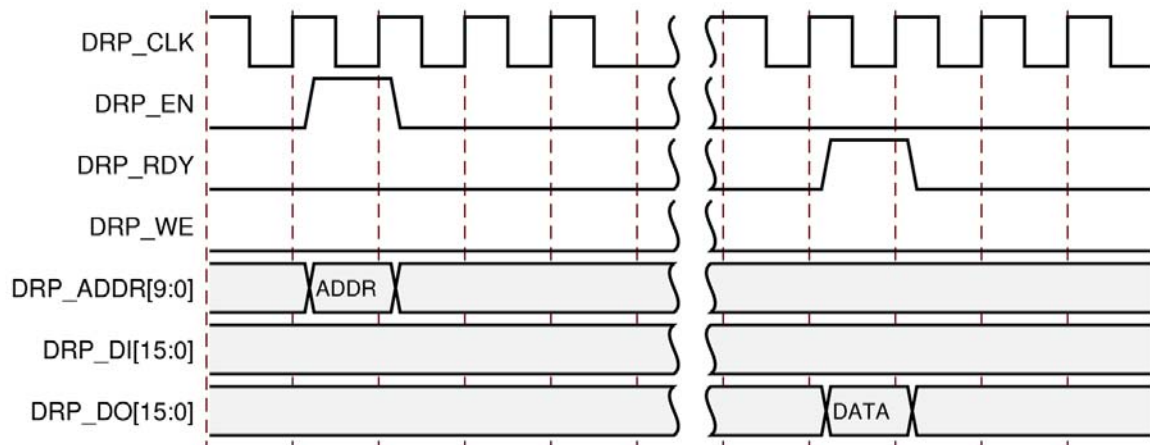 DRP_CLK
DRP_EN
DRP_RDY
DRP_WE
DRP_ADDR[9:0] ADDR
DRP_DI[15:0]
DRP_DO[15:0] DATA